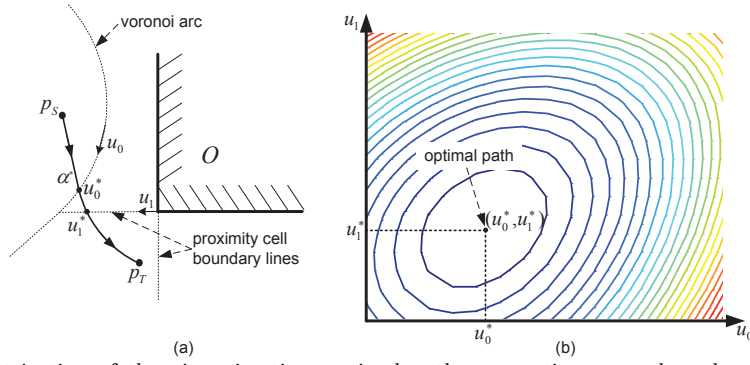 voronoi arc
p_S
u_0
O
α*
u_0^*
u_1
u_1^*
proximity cell
boundary lines
p_T
(a)
u_1
optimal path
(u_0^*,u_1^*)
u_1^*
u_0^*
u_0
(b)